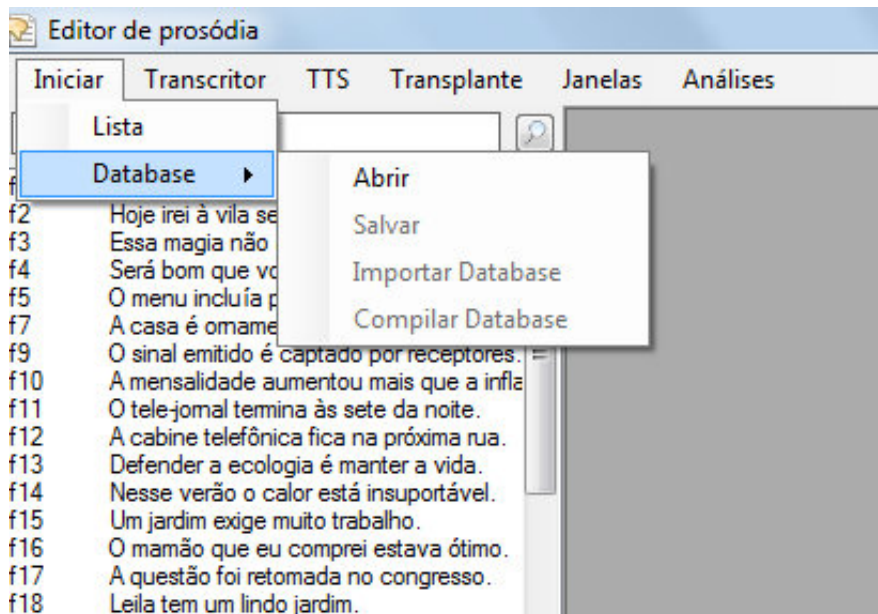 Editor de prosódia
Iniciar Transcritor TTS Transplante Janelas Análises
Lista
Database
Abrir
Salvar
Importar Database
Compilar Database
f2 Hoje irei à vila se
f3 Essa magia não
f4 Será bom que vo
f5 O menu incluía p
f7 A casa é orname
f9 O sinal emitido é captado por receptores.
f10 A mensalidade aumentou mais que a infla
f11 O tele-jornal termina às sete da noite.
f12 A cabine telefônica fica na próxima rua.
f13 Defender a ecologia é manter a vida.
f14 Nesse verão o calor está insuportável.
f15 Um jardim exige muito trabalho.
f16 O mamão que eu comprei estava ótimo.
f17 A questão foi retomada no congresso.
f18 Leila tem um lindo jardim.